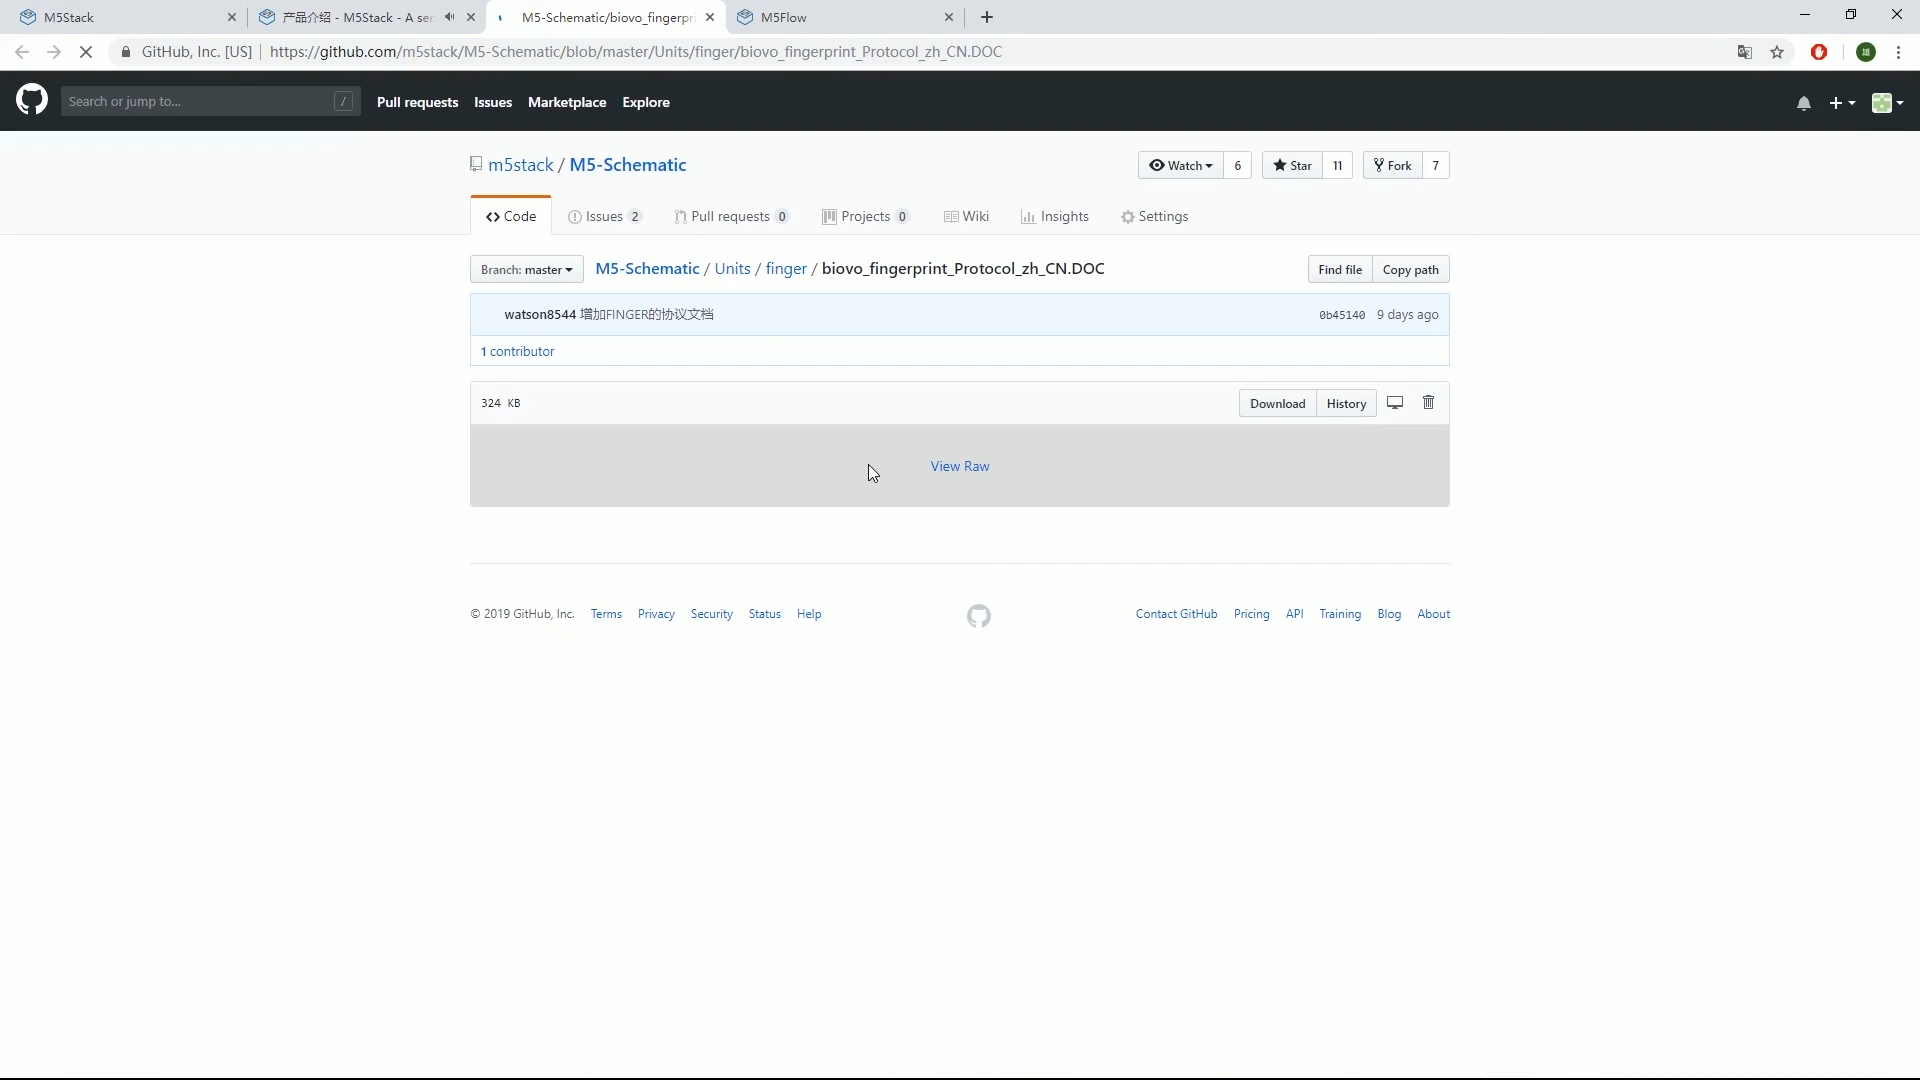 M5Stack
产品介绍 - M5Stack - A ser
M5-Schematic/biovo_fingerpri
M5Flow
GitHub, Inc. [US] | https://github.com/m5stack/M5-Schematic/blob/master/Units/finger/biovo_fingerprint_Protocol_zh_CN.DOC
Search or jump to... /
Pull requests Issues Marketplace Explore
m5stack / M5-Schematic
Watch 6 Star 11 Fork 7
Code Issues 2 Pull requests 0 Projects 0 Wiki Insights Settings
Branch: master M5-Schematic / Units / finger / biovo_fingerprint_Protocol_zh_CN.DOC Find file Copy path
watson8544 增加FINGER的协议文档 0b45140 9 days ago
1 contributor
324 KB Download History
View Raw
© 2019 GitHub, Inc. Terms Privacy Security Status Help Contact GitHub Pricing API Training Blog About